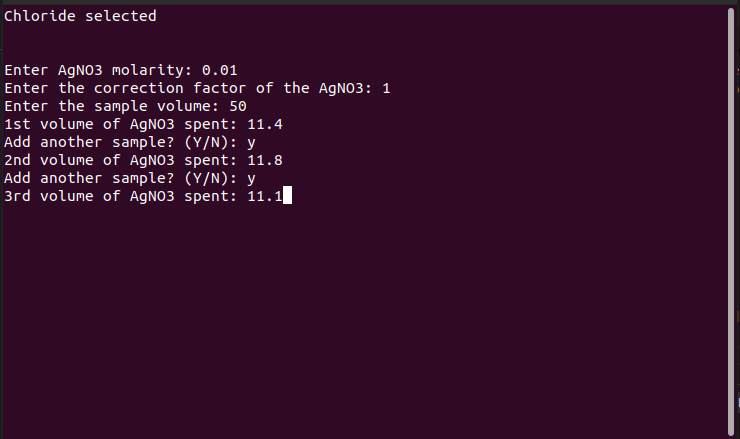 Chloride selected
Enter AgNO3 molarity: 0.01
Enter the correction factor of the AgNO3: 1
Enter the sample volume: 50
1st volume of AgNO3 spent: 11.4
Add another sample? (Y/N): y
2nd volume of AgNO3 spent: 11.8
Add another sample? (Y/N): y
3rd volume of AgNO3 spent: 11.1